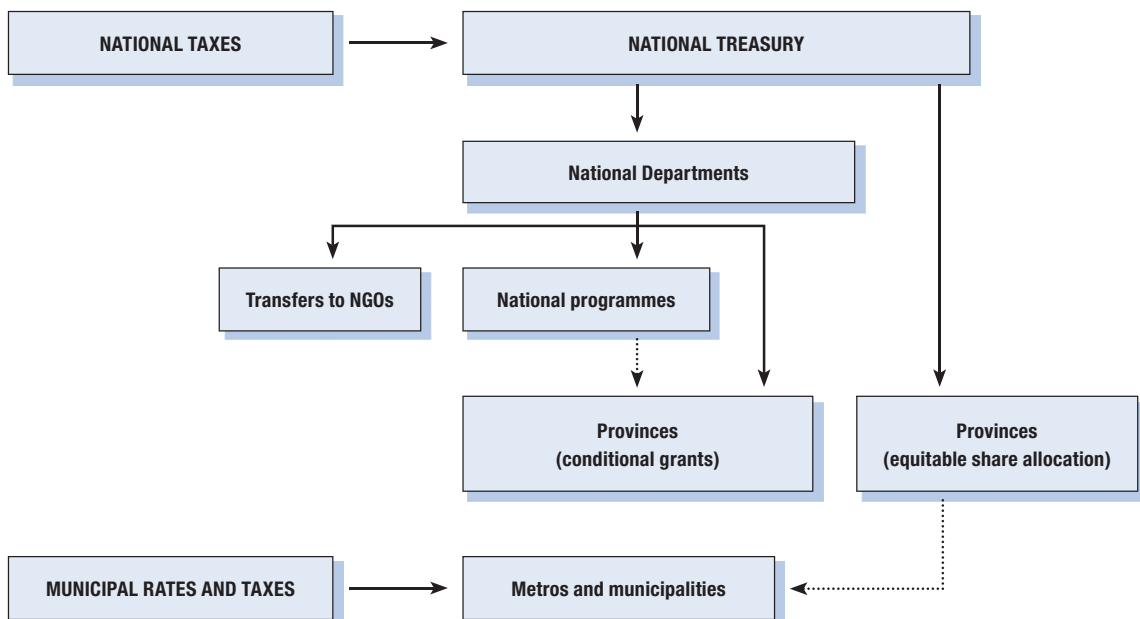 NATIONAL TAXES
NATIONAL TREASURY
National Departments
Transfers to NGOs
National programmes
Provinces
(conditional grants)
Provinces
(equitable share allocation)
MUNICIPAL RATES AND TAXES
Metros and municipalities